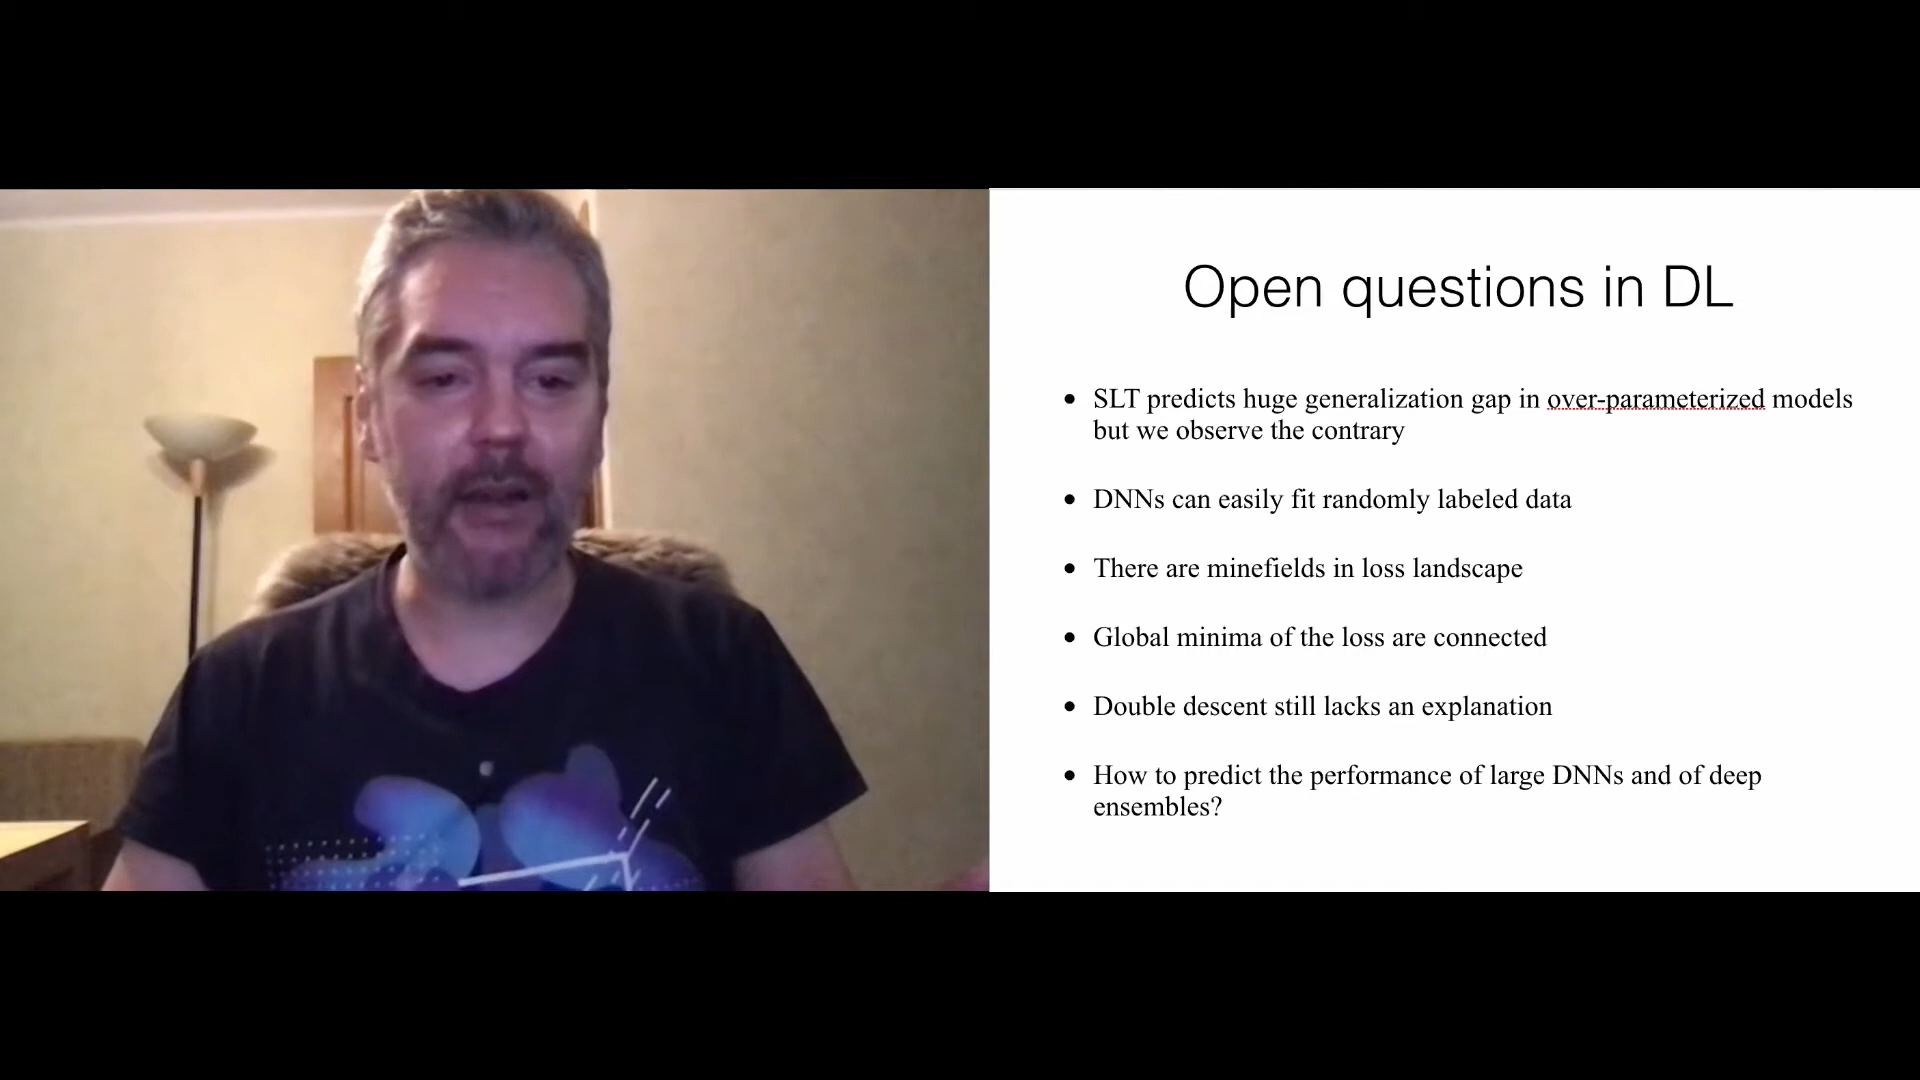 Open questions in DL
• SLT predicts huge generalization gap in over-parameterized models
but we observe the contrary
• DNNs can easily fit randomly labeled data
• There are minefields in loss landscape
• Global minima of the loss are connected
• Double descent still lacks an explanation
• How to predict the performance of large DNNs and of deep
ensembles?